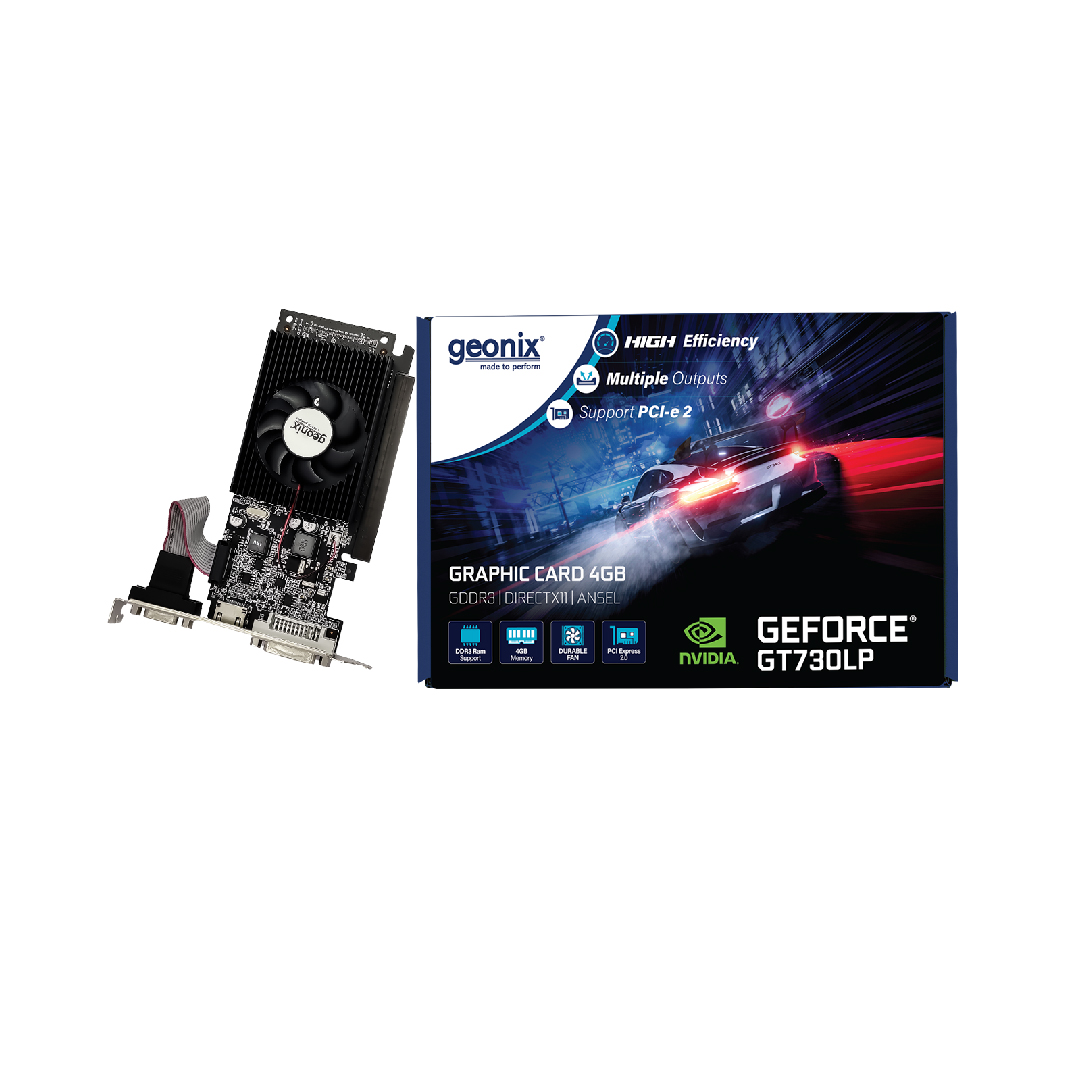 geonix
geonix®
made to perform
HIGH Efficiency
Multiple Outputs
Support PCI-e 2
GRAPHIC CARD 4GB
GDDR3 | DIRECTX11 | ANSEL
DDR3 Ram
Support
4GB
Memory
DURABLE
FAN
PCI Express
2.0
NVIDIA.
GEFORCE®
GT730LP